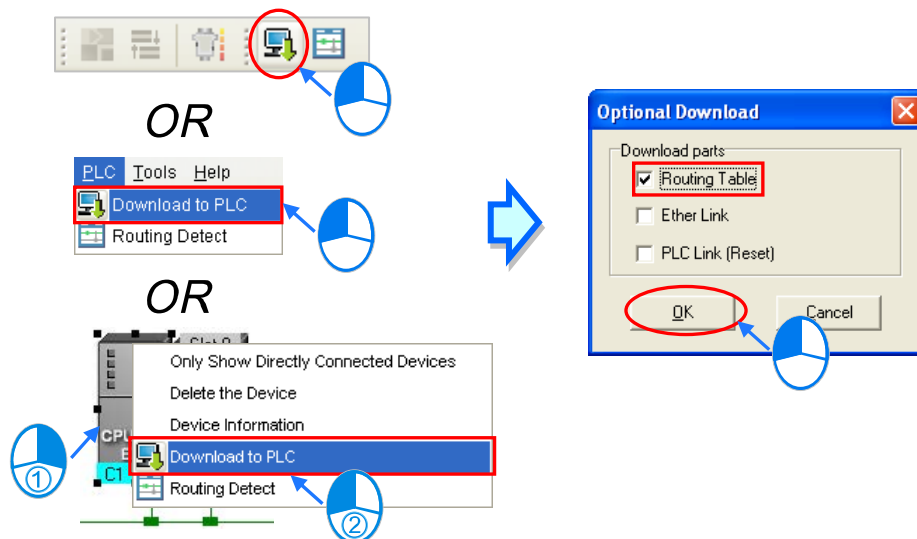 OR
PLC Tools Help
Download to PLC
Routing Detect
OR
Slot 0
Only Show Directly Connected Devices
Delete the Device
Device Information
CPU
Download to PLC
C1
Routing Detect
①
②
Optional Download
Download parts
Routing Table
Ether Link
PLC Link (Reset)
OK Cancel